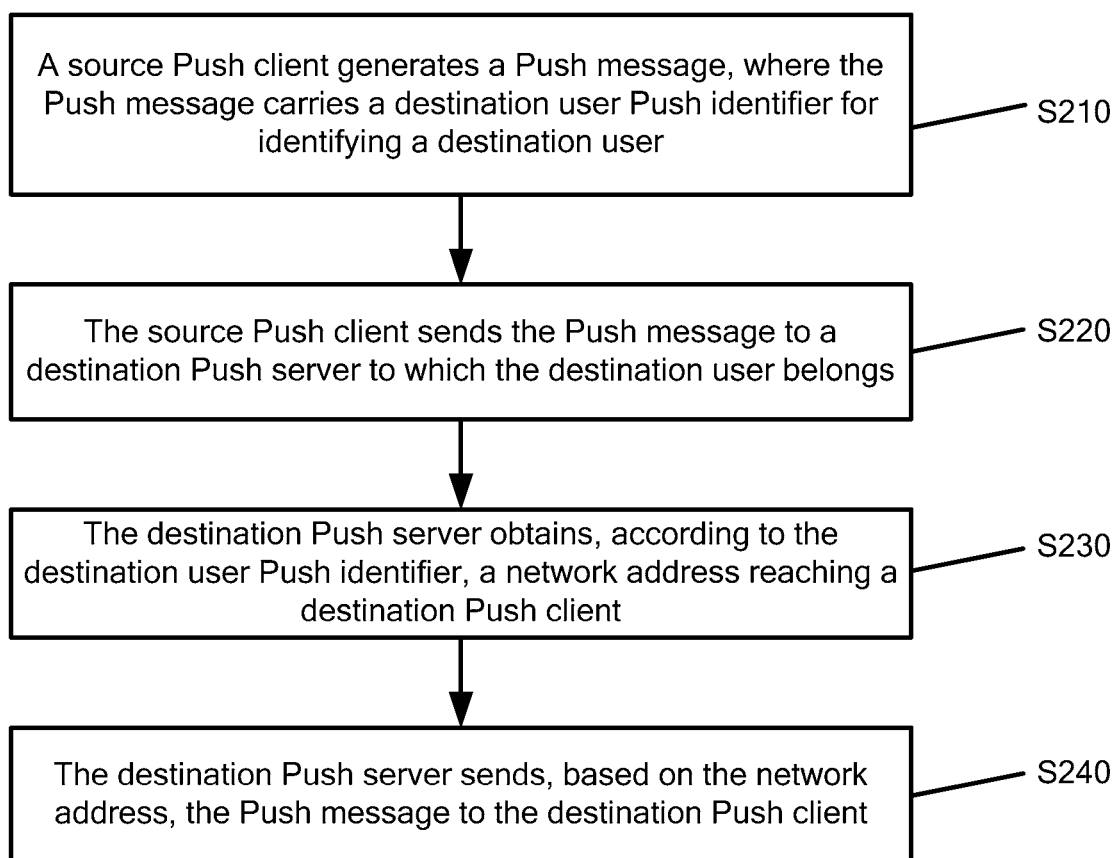 A source Push client generates a Push message, where the
Push message carries a destination user Push identifier for
identifying a destination user
S210
The source Push client sends the Push message to a
destination Push server to which the destination user belongs
S220
The destination Push server obtains, according to the
destination user Push identifier, a network address reaching a
destination Push client
S230
The destination Push server sends, based on the network
address, the Push message to the destination Push client
S240